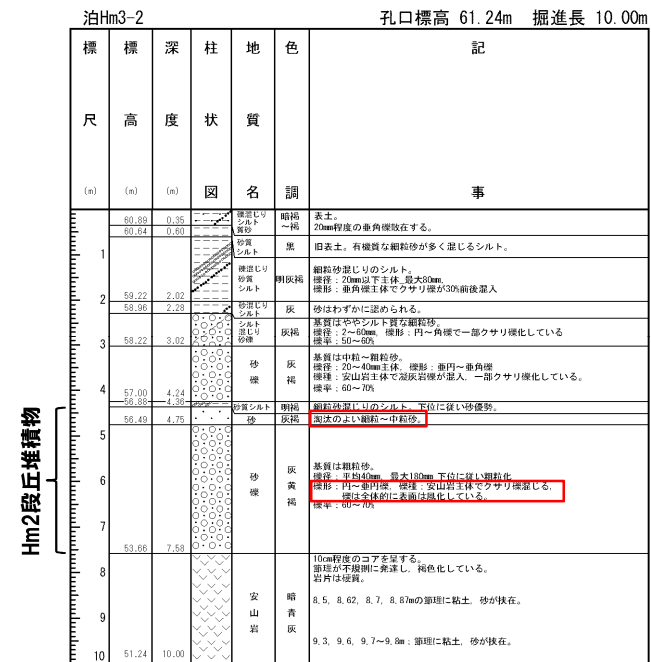 泊Hm3-2
孔口標高 61.24m 掘進長 10.00m
標尺(m)
標高(m)
深度(m)
柱状図
地質名
色調
記事
60.89 0.35 礫混じりシルト質砂 暗褐～褐 表土。
20mm程度の亜角礫散在する。
60.64 0.60
砂質シルト 黒 旧表土。有機質な細粒砂が多く混じるシルト。
1
礫混じり砂質シルト 明灰褐 細粒砂混じりのシルト。
礫径：20mm以下主体 最大80mm。
礫形：亜角礫主体でクサリ礫が30%前後混入
59.22 2.02
2
58.96 2.28 砂混じりシルト 灰 砂はわずかに認められる。
シルト混じり砂礫 灰褐 基質はややシルト質な細粒砂。
礫径：2～60mm, 礫形：円～角礫で一部クサリ礫化している
礫率：50～60%
58.22 3.02
3
砂礫 灰褐 基質は中粒～粗粒砂。
礫径：20～40mm主体, 礫形：亜円～亜角礫
礫種：安山岩主体で凝灰岩礫が混入, 一部クサリ礫化している。
礫率：60～70%
4
57.00 4.24
56.88 4.36 砂質シルト 明褐 細粒砂混じりのシルト。下位に従い砂優勢。
56.49 4.75 砂 灰褐 淘汰のよい細粒～中粒砂。
5
Hm2段丘堆積物
砂礫 灰黄褐 基質は粗粒砂。
礫径：平均40mm, 最大180mm 下位に従い粗粒化
6
礫形：円～亜円礫, 礫種：安山岩主体でクサリ礫混じる,
礫は全体的に表面は風化している。
礫率：60～70%
7
53.66 7.58
安山岩 暗青灰 10cm程度のコアを呈する。
節理が不規則に発達し, 褐色化している。
岩片は硬質。
8
8.5, 8.62, 8.7, 8.87mの節理に粘土, 砂が挟在。
9
9.3, 9.6, 9.7～9.8m：節理に粘土, 砂が挟在。
10
51.24 10.00